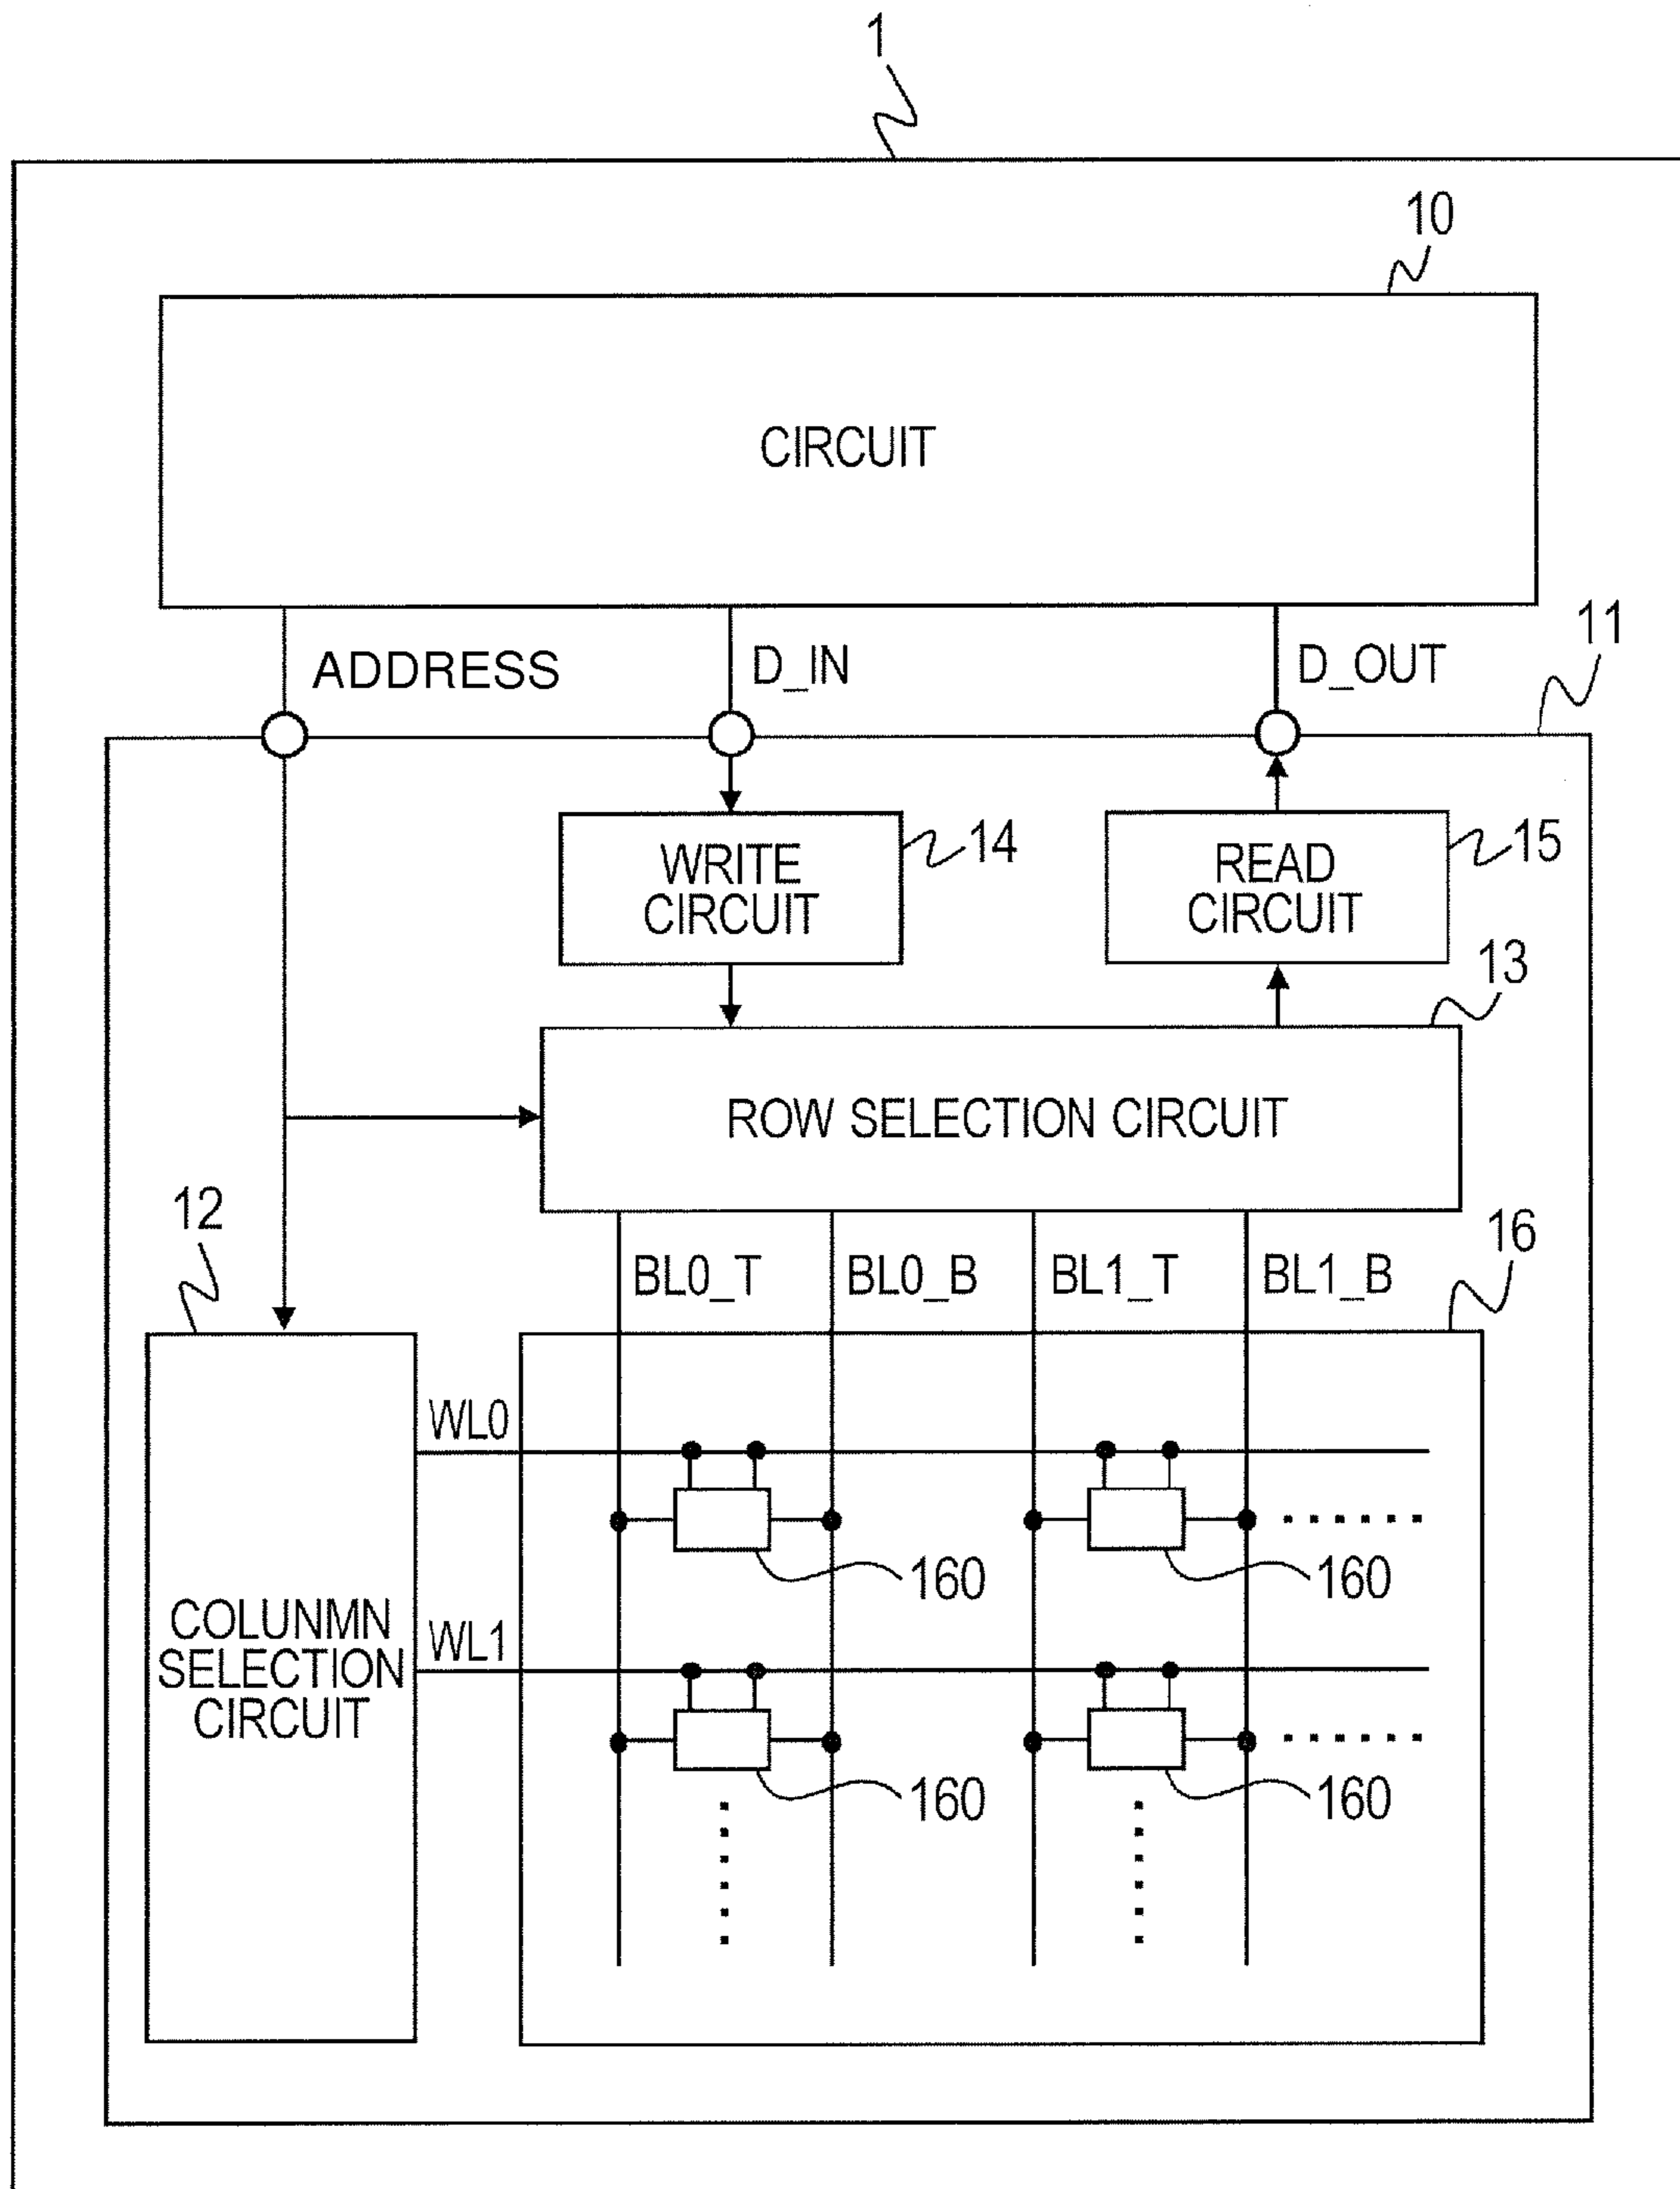 1
10
CIRCUIT
ADDRESS
D_IN
D_OUT
11
WRITE
CIRCUIT
14
READ
CIRCUIT
15
13
ROW SELECTION CIRCUIT
12
BL0_T
BL0_B
BL1_T
BL1_B
16
WL0
160
160
COLUNMN
SELECTION
CIRCUIT
WL1
160
160